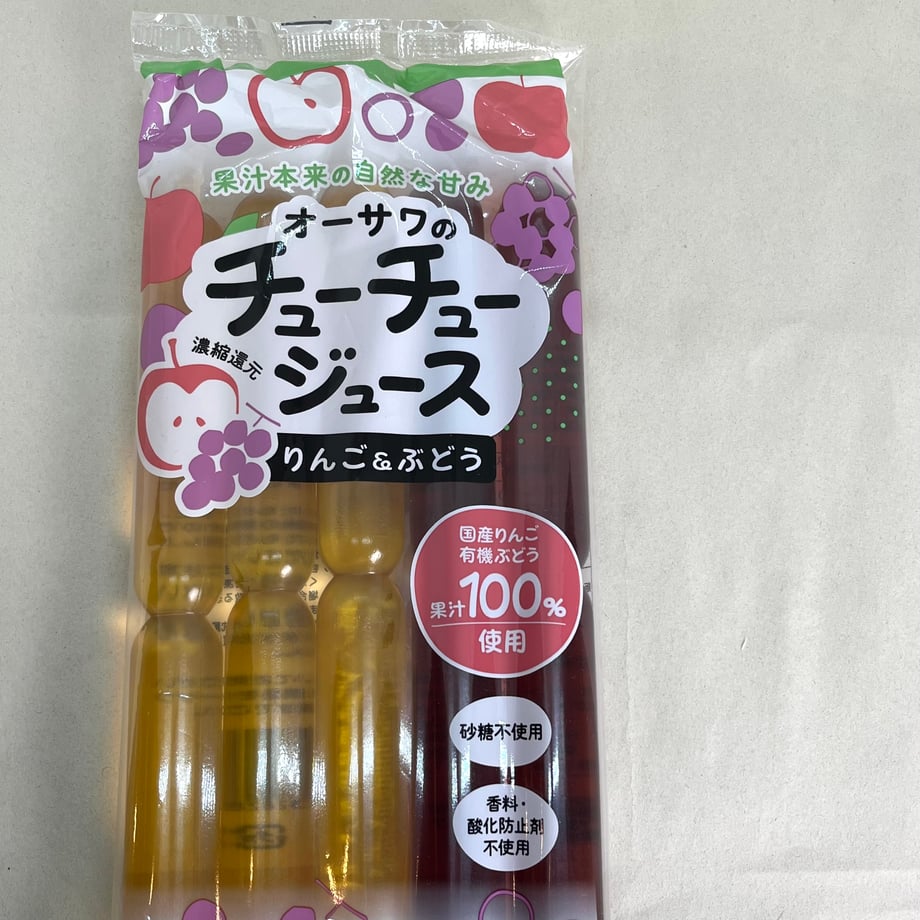 果汁本来の自然な甘み
オーサワの
チューチュー
ジュース
濃縮還元
りんご&ぶどう
国産りんご
有機ぶどう
果汁100%
使用
砂糖不使用
香料・
酸化防止剤
不使用